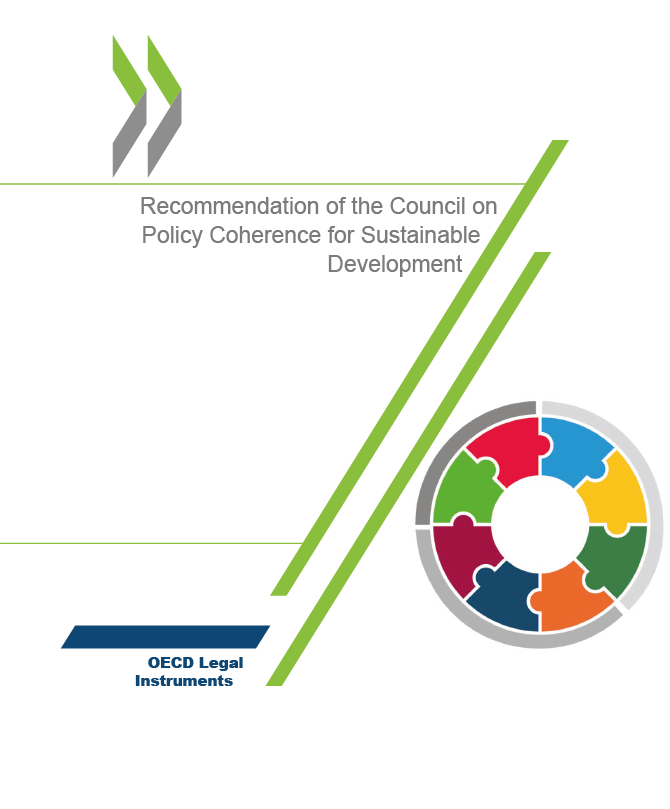 Recommendation of the Council on
Policy Coherence for Sustainable
Development
OECD Legal
Instruments